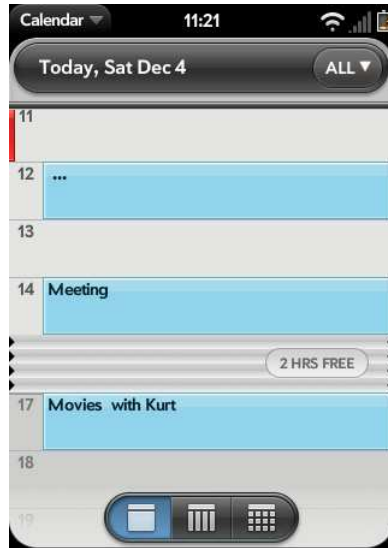 Calendar
11:21
Today, Sat Dec 4
ALL
11
12
...
13
14
Meeting
2 HRS FREE
17
Movies with Kurt
18
19